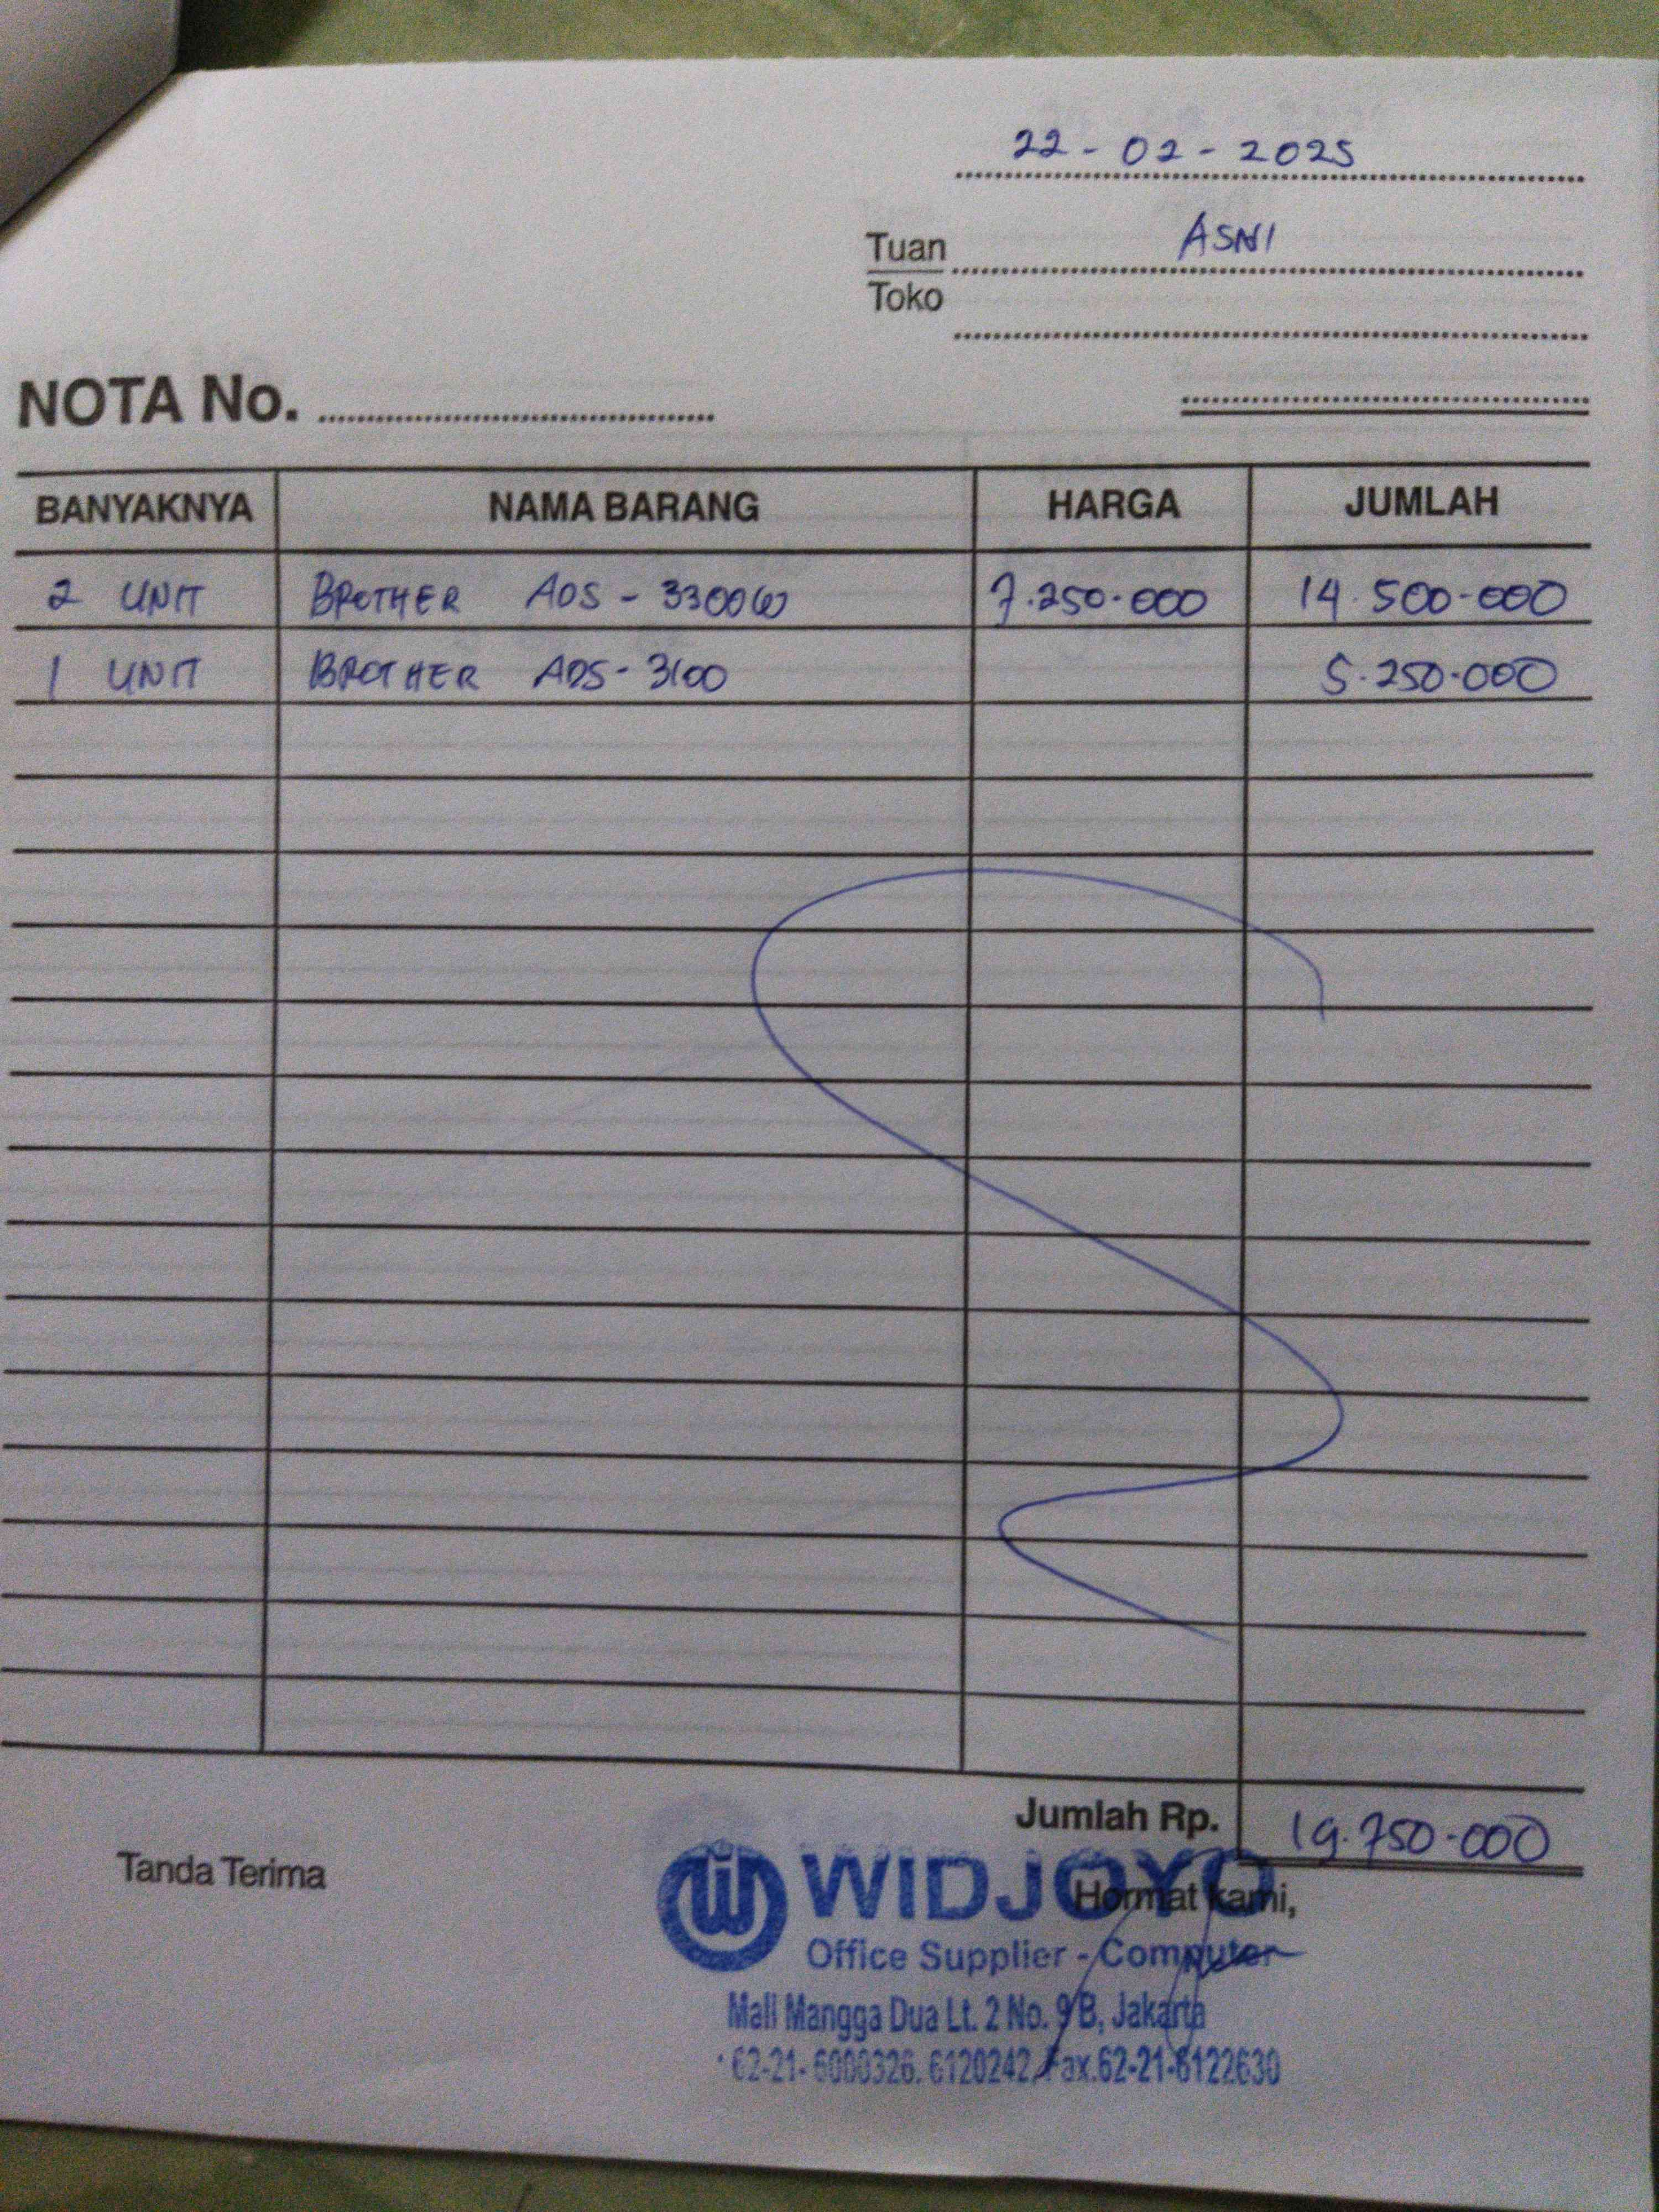 22 - 02 - 2025
Tuan ASNI
Toko
NOTA No.
BANYAKNYA NAMA BARANG HARGA JUMLAH
2 UNIT BROTHER ADS - 3300W 7.250.000 14.500.000
1 UNIT BROTHER ADS - 3100 5.250.000
Jumlah Rp. 19.750.000
Tanda Terima
Hormat kami,
WIDJOYO
Office Supplier - Computer
Mall Mangga Dua Lt. 2 No. 9 B, Jakarta
62-21- 6000326. 6120242, Fax.62-21-6122630